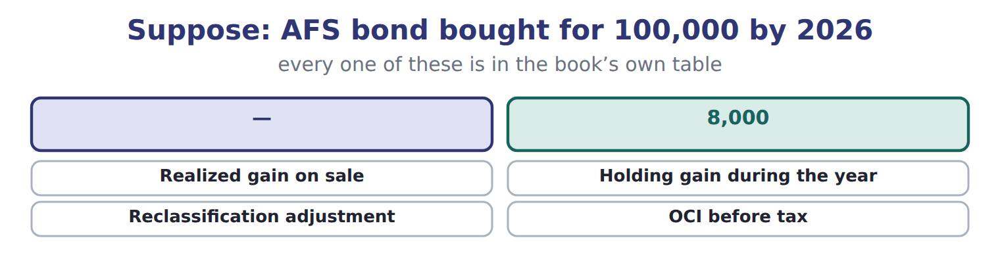 Suppose: AFS bond bought for 100,000 by 2026
every one of these is in the book’s own table
—
Realized gain on sale
Reclassification adjustment
8,000
Holding gain during the year
OCI before tax